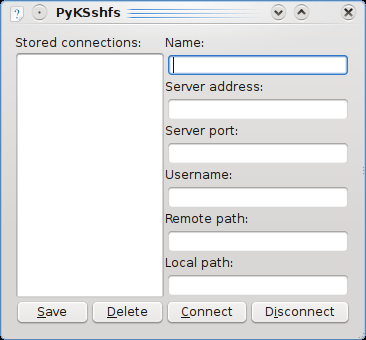 PyKSshfs
Stored connections:
Name:
Server address:
Server port:
Username:
Remote path:
Local path:
Save Delete Connect Disconnect